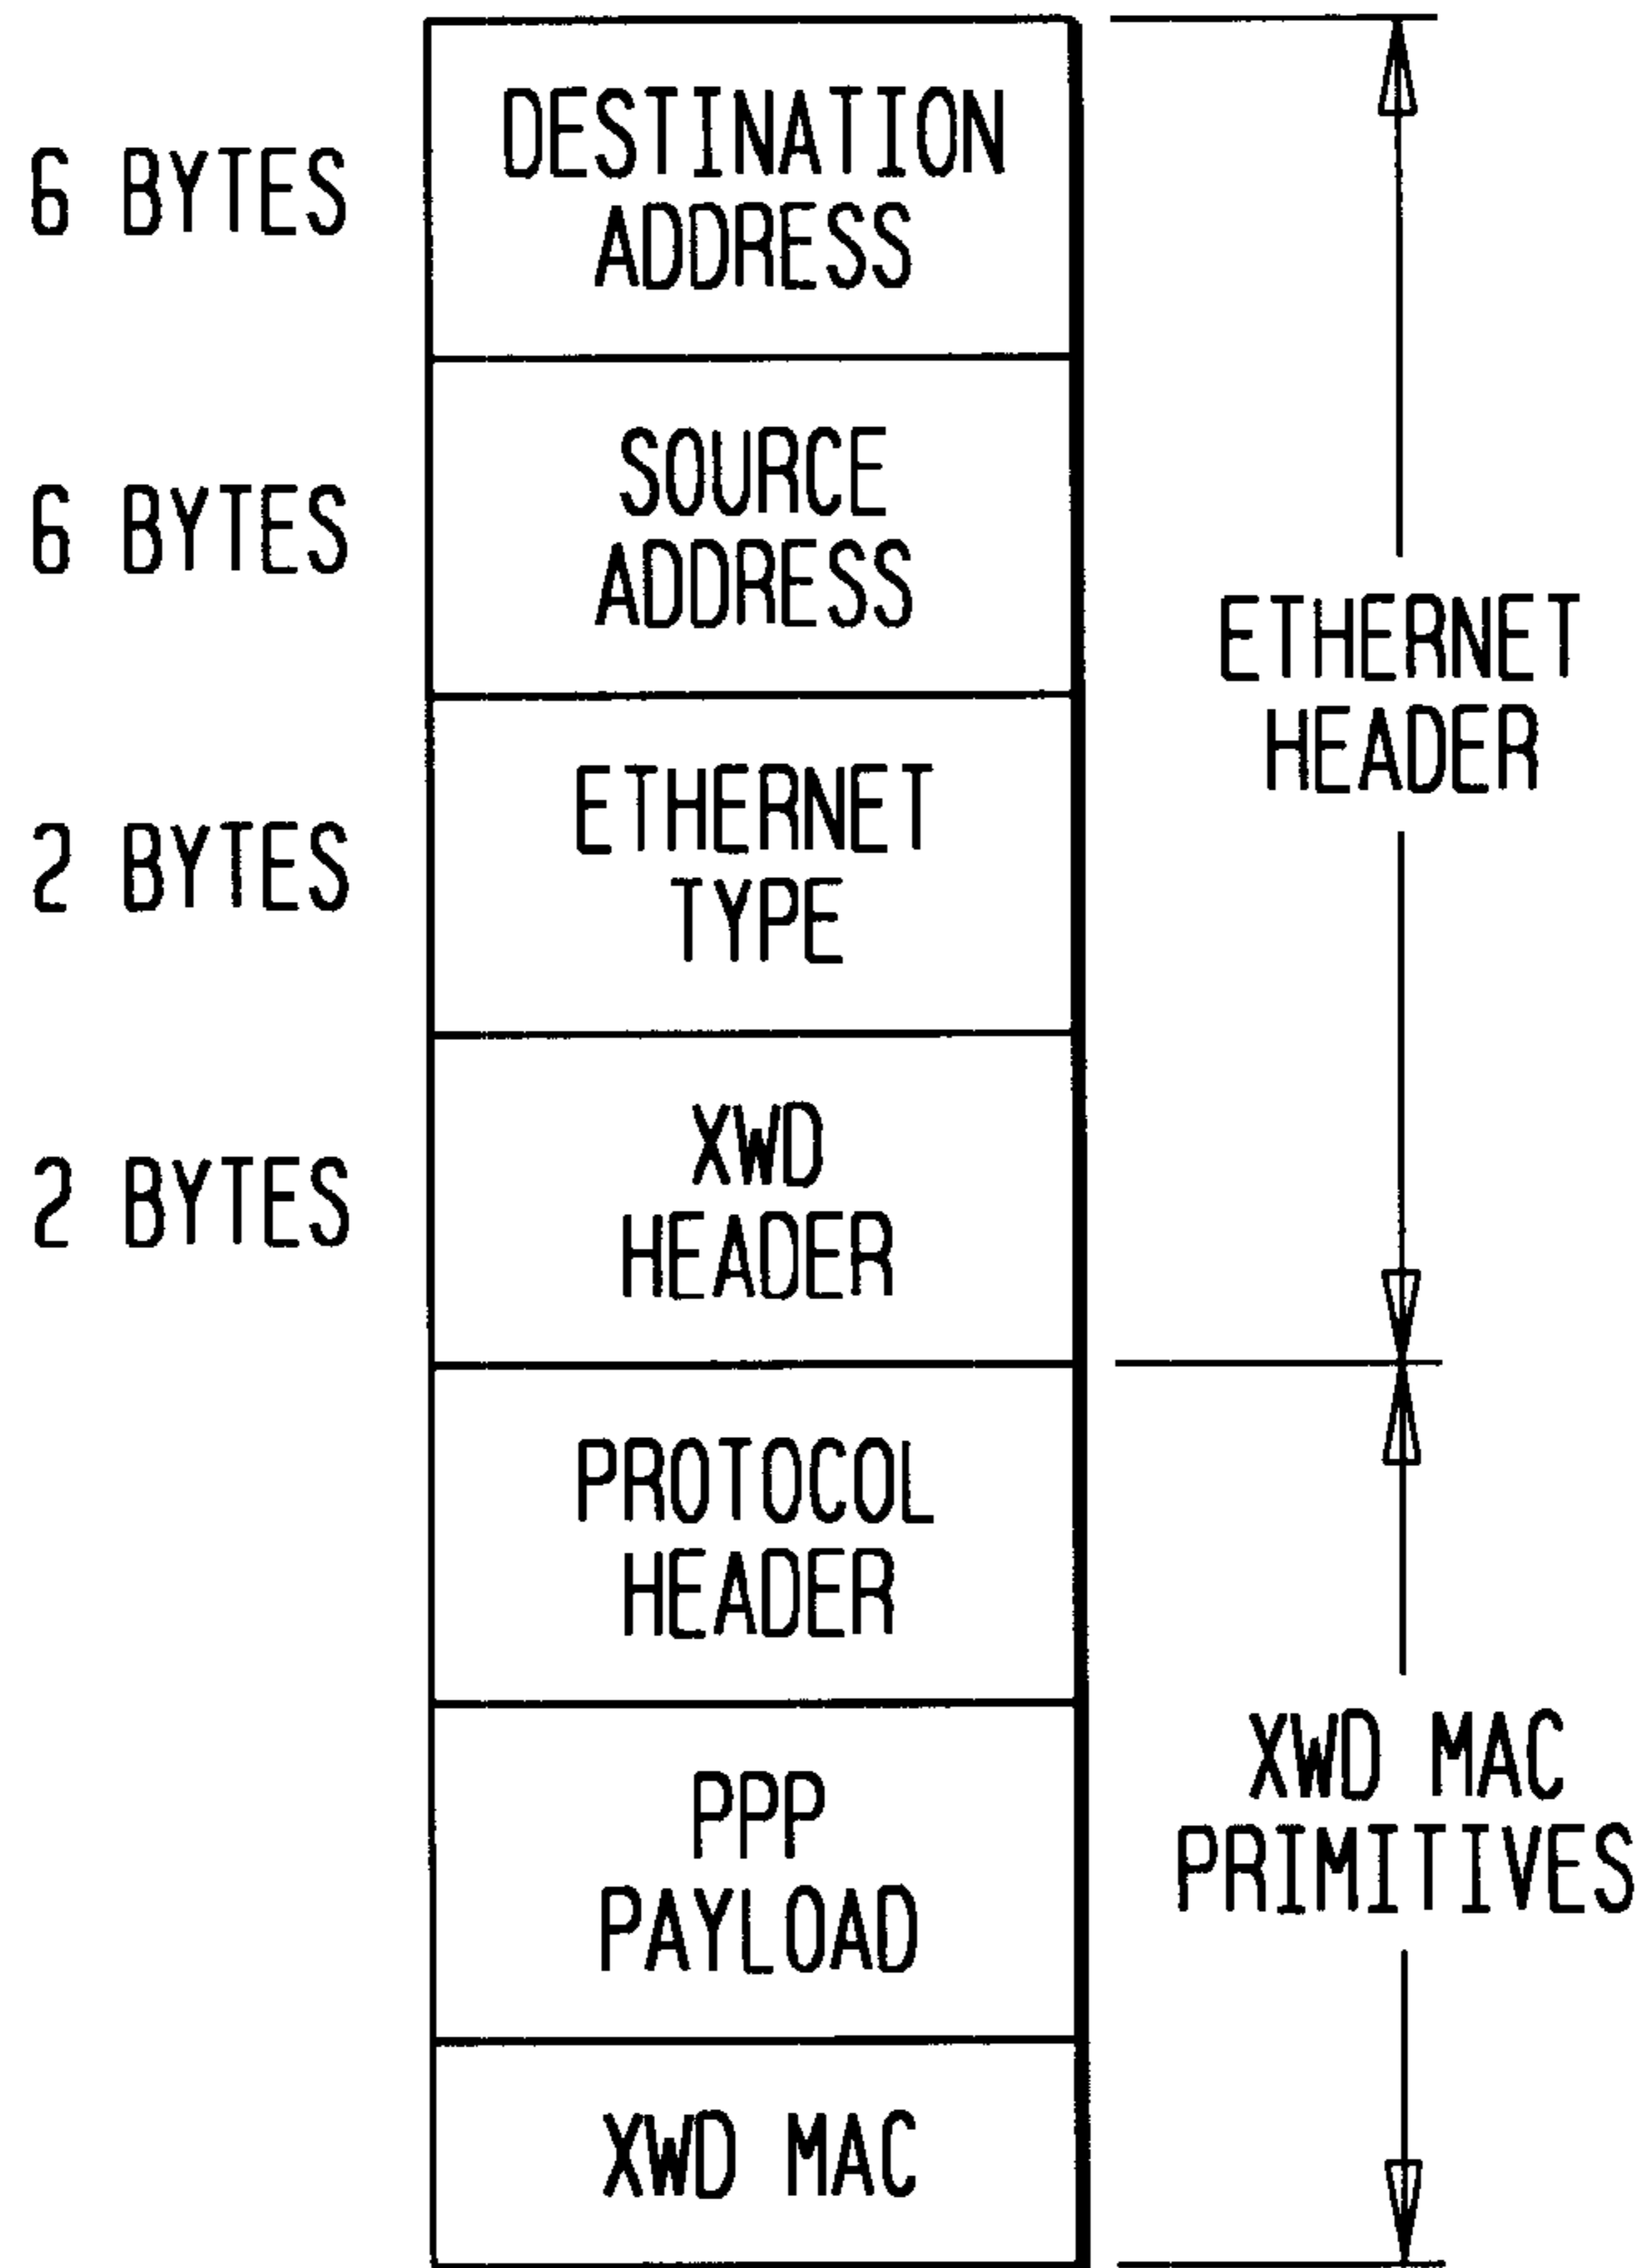 6 BYTES
DESTINATION
ADDRESS
6 BYTES
SOURCE
ADDRESS
ETHERNET
HEADER
2 BYTES
ETHERNET
TYPE
2 BYTES
XWD
HEADER
PROTOCOL
HEADER
PPP
PAYLOAD
XWD MAC
PRIMITIVES
XWD MAC